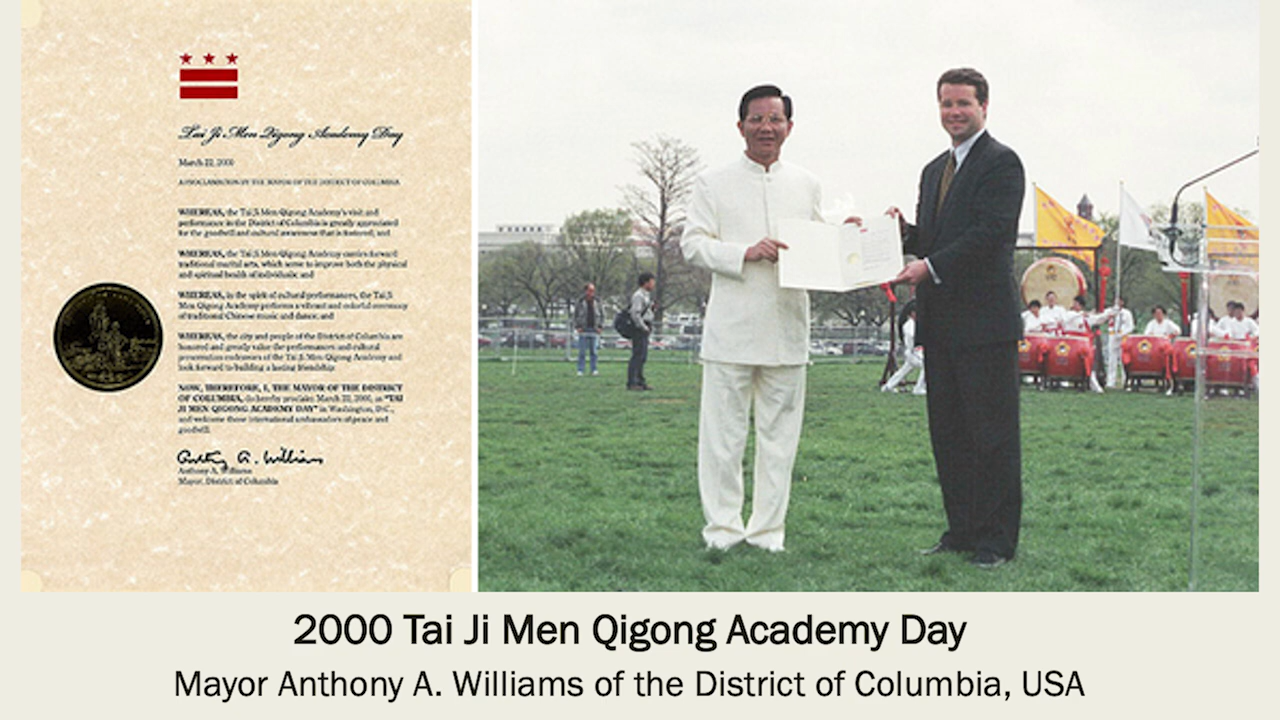 Tai Ji Men Qigong Academy Day
March 22, 2000
A PROCLAMATION BY THE MAYOR OF THE DISTRICT OF COLUMBIA
WHEREAS, the Tai Ji Men Qigong Academy's visit and
performance in the District of Columbia is greatly appreciated
for the goodwill and cultural awareness that is fostered; and
WHEREAS, the Tai Ji Men Qigong Academy carries forward
traditional martial arts, which serve to improve both the physical
and spiritual health of individuals; and
WHEREAS, in the spirit of cultural performances, the Tai Ji
Men Qigong Academy performs a vibrant and colorful ceremony
of traditional Chinese music and dance; and
WHEREAS, the city and people of the District of Columbia are
honored and greatly value the performances and cultural
presentation endeavors of the Tai Ji Men Qigong Academy and
look forward to building a lasting friendship.
NOW, THEREFORE, I, THE MAYOR OF THE DISTRICT
OF COLUMBIA, do hereby proclaim March 22, 2000, as "TAI
JI MEN QIGONG ACADEMY DAY" in Washington, D.C.,
and welcome these international ambassadors of peace and
goodwill.
Anthony A. Williams
Anthony A. Williams
Mayor, District of Columbia
2000 Tai Ji Men Qigong Academy Day
Mayor Anthony A. Williams of the District of Columbia, USA